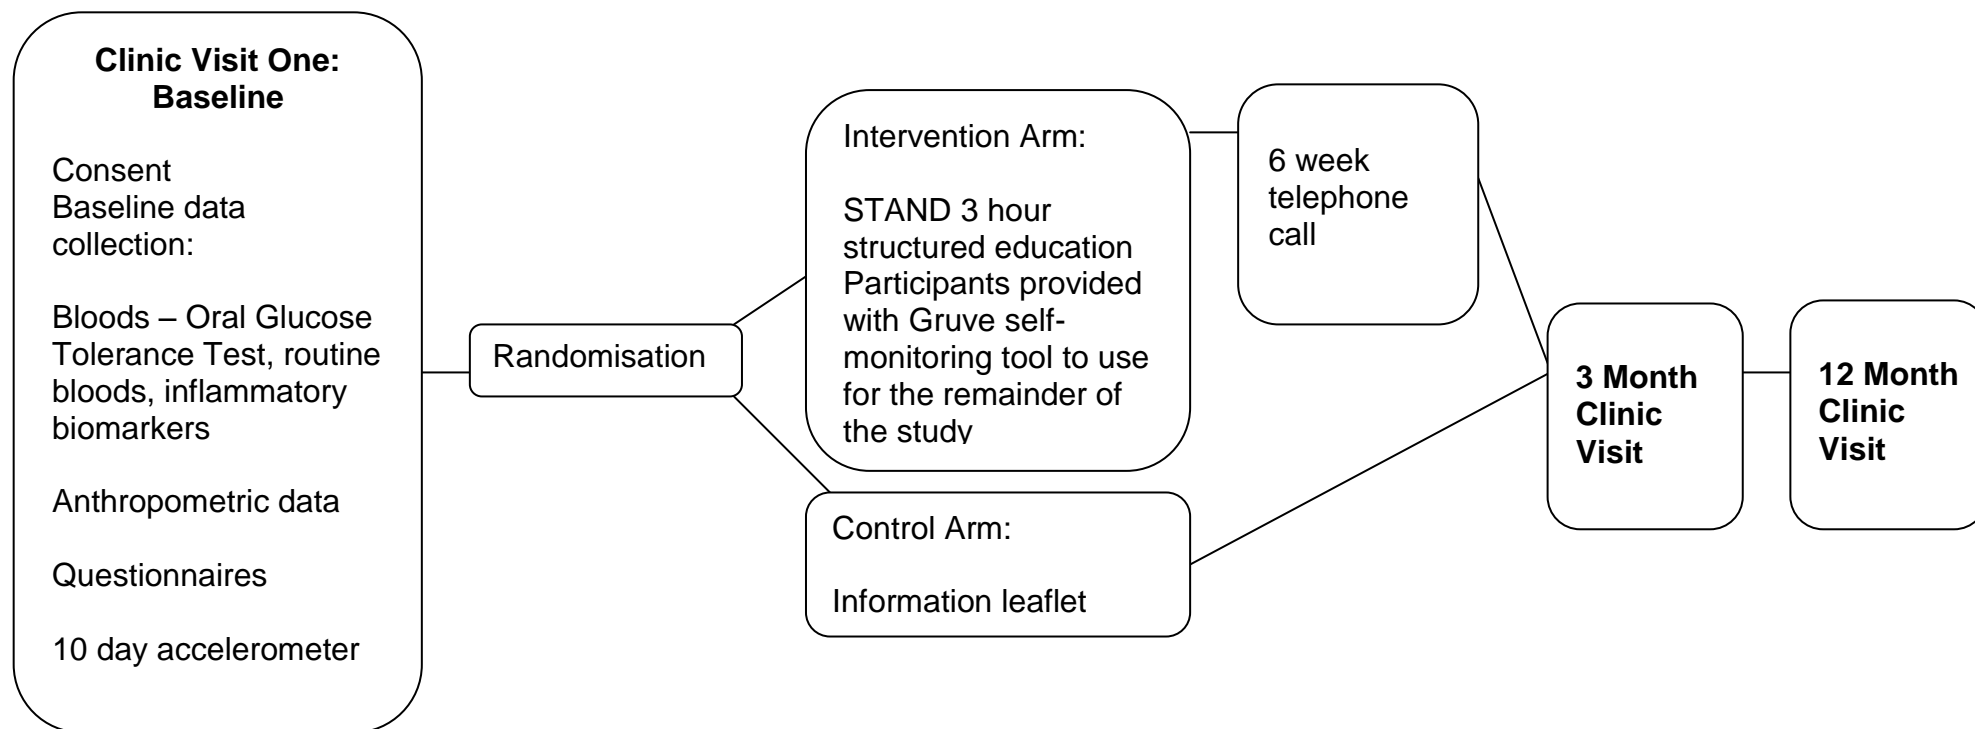 Clinic Visit One:
Baseline
Consent
Baseline data
collection:
Bloods – Oral Glucose
Tolerance Test, routine
bloods, inflammatory
biomarkers
Anthropometric data
Questionnaires
10 day accelerometer
Randomisation
Intervention Arm:
STAND 3 hour
structured education
Participants provided
with Gruve self-
monitoring tool to use
for the remainder of
the study
Control Arm:
Information leaflet
6 week
telephone
call
3 Month
Clinic
Visit
12 Month
Clinic
Visit